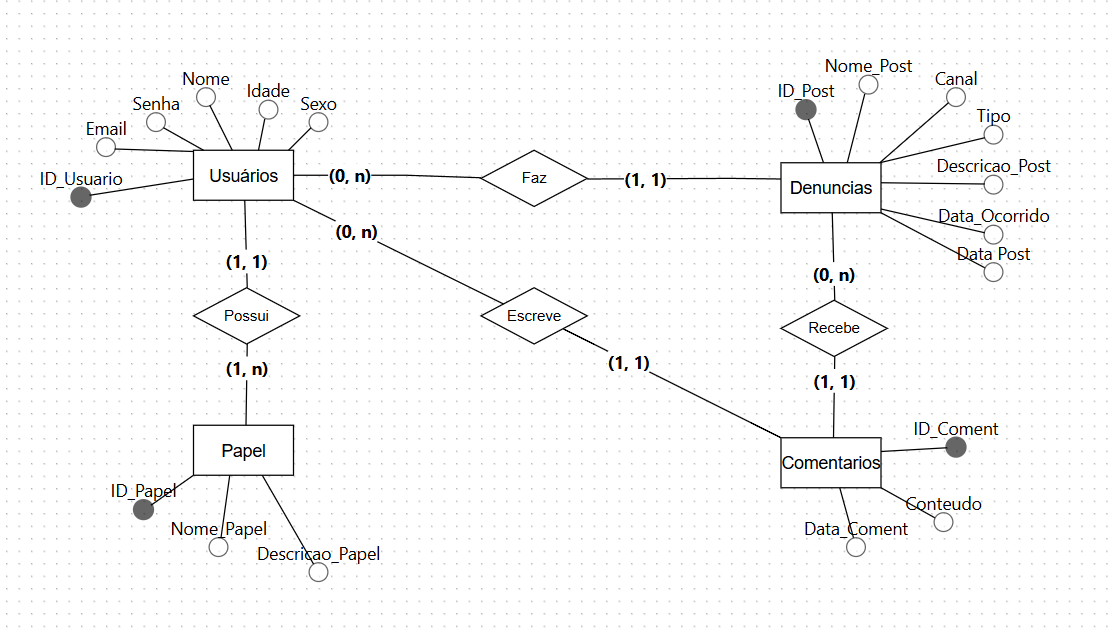 Nome_Post
Nome
Canal
Idade
ID_Post
Senha
Sexo
Tipo
Email
Descricao_Post
ID_Usuario
Usuários
(0, n)
Faz
(1, 1)
Denuncias
Data_Ocorrido
(0, n)
Data Post
(1, 1)
(0, n)
Possui
Escreve
Recebe
(1, n)
(1, 1)
(1, 1)
ID_Coment
Papel
Comentarios
ID_Papel
Conteudo
Nome_Papel
Data_Coment
Descricao_Papel